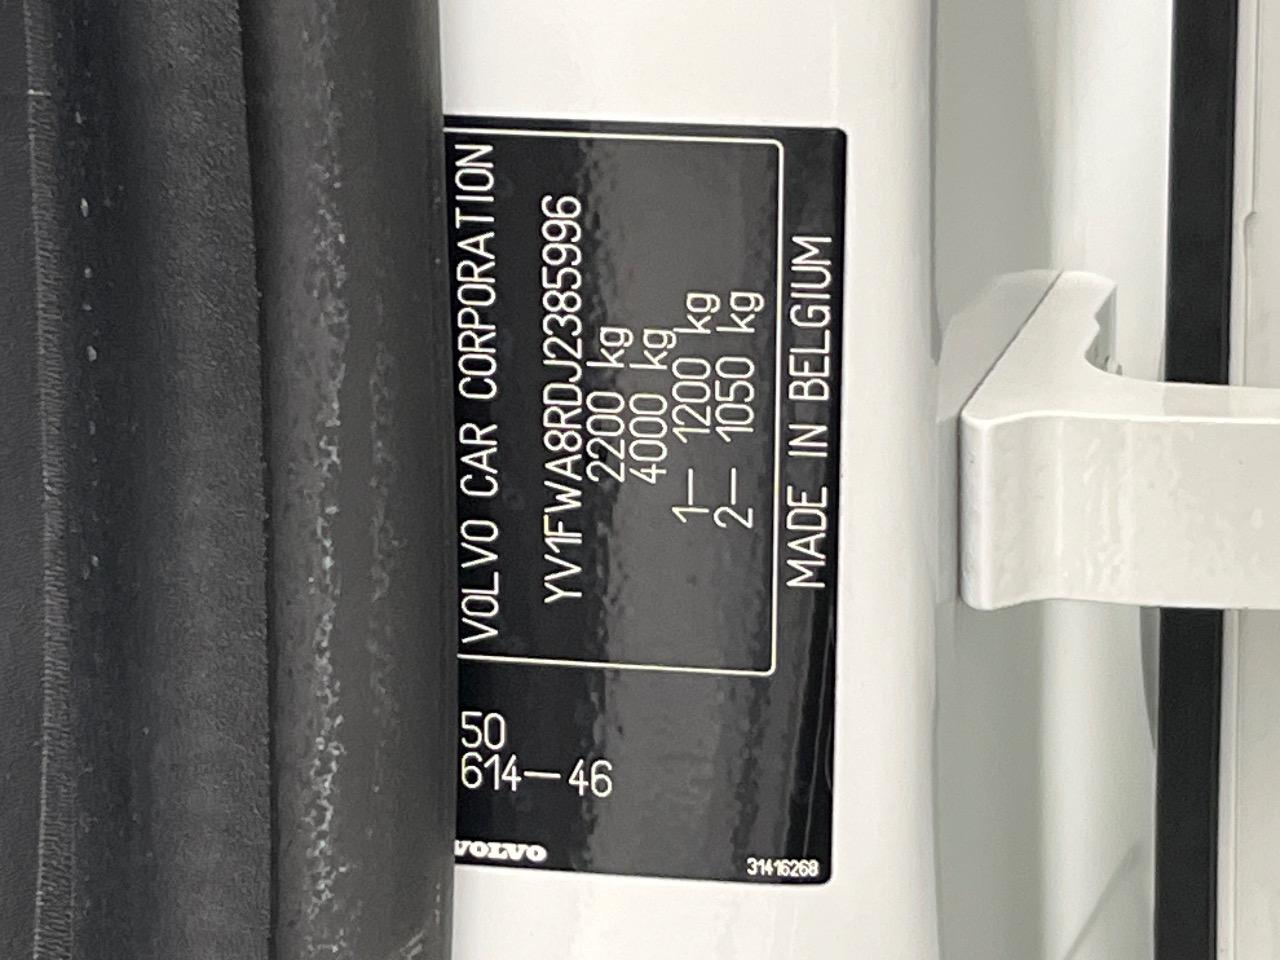 VOLVO CAR CORPORATION
YV1FWA8RDJ2385996
2200 kg
4000 kg
1— 1200 kg
2— 1050 kg
MADE IN BELGIUM
50
614—46
VOLVO
31416268